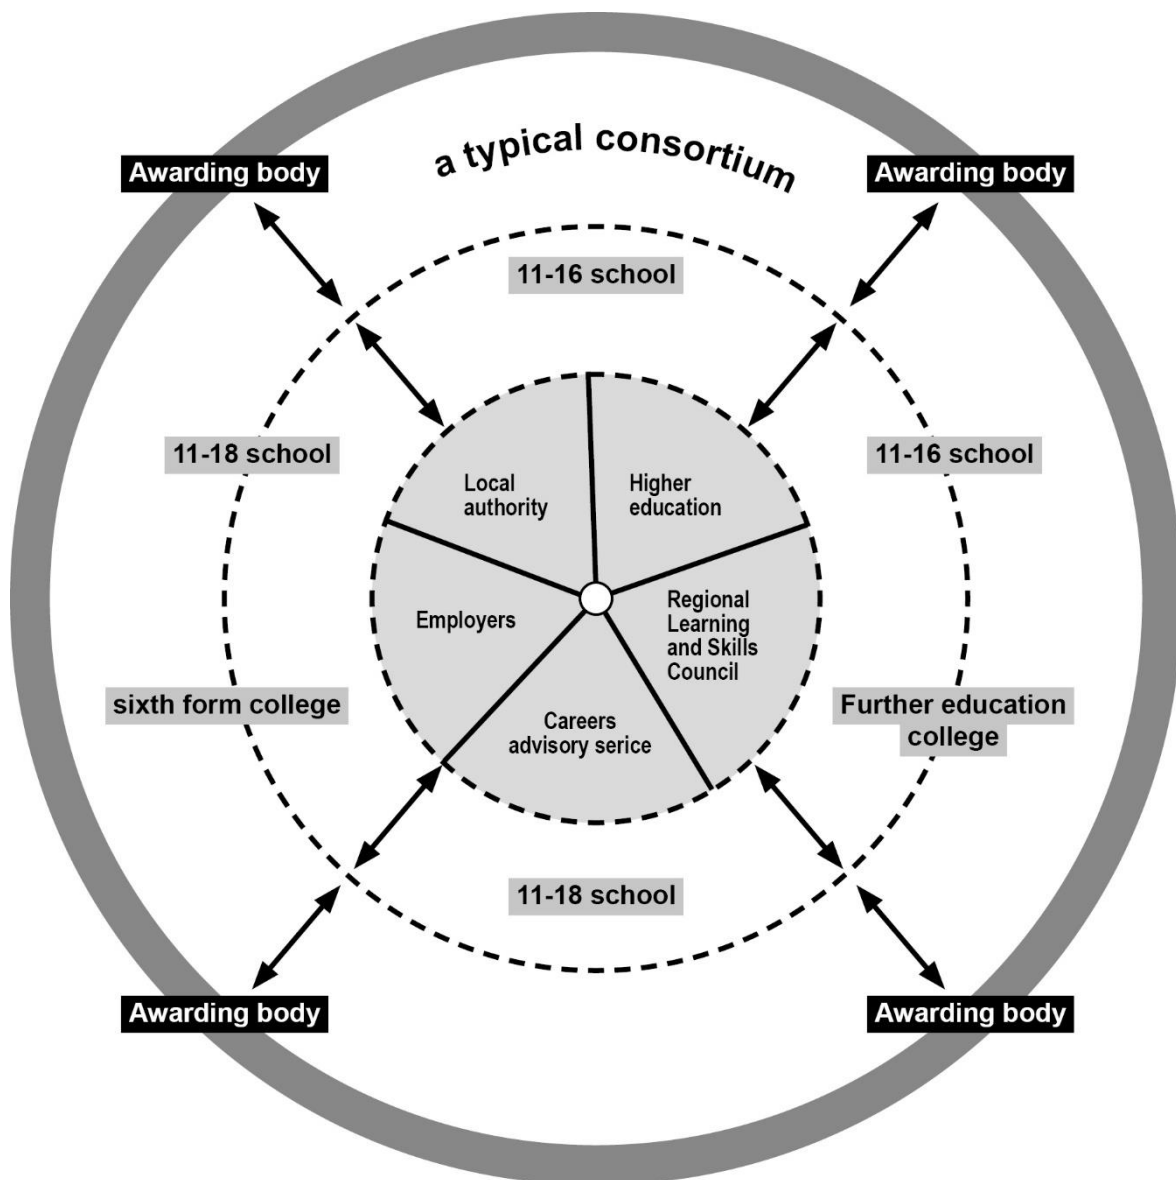 a typical consortium
Awarding body
Awarding body
11-16 school
11-18 school
11-16 school
Local
authority
Higher
education
Employers
Regional
Learning
and Skills
Council
sixth form college
Further education
college
Careers
advisory serice
11-18 school
Awarding body
Awarding body